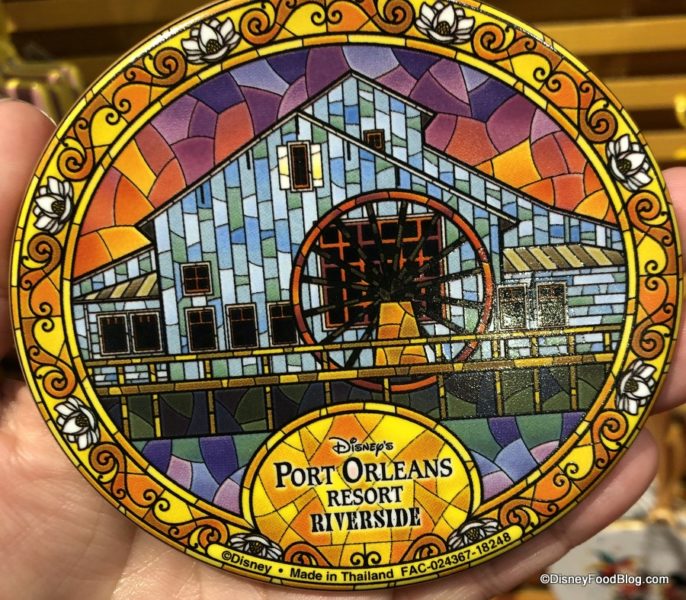 Disney's
PORT ORLEANS
RESORT
RIVERSIDE
©Disney • Made in Thailand FAC-024367-18248
©DisneyFoodBlog.com